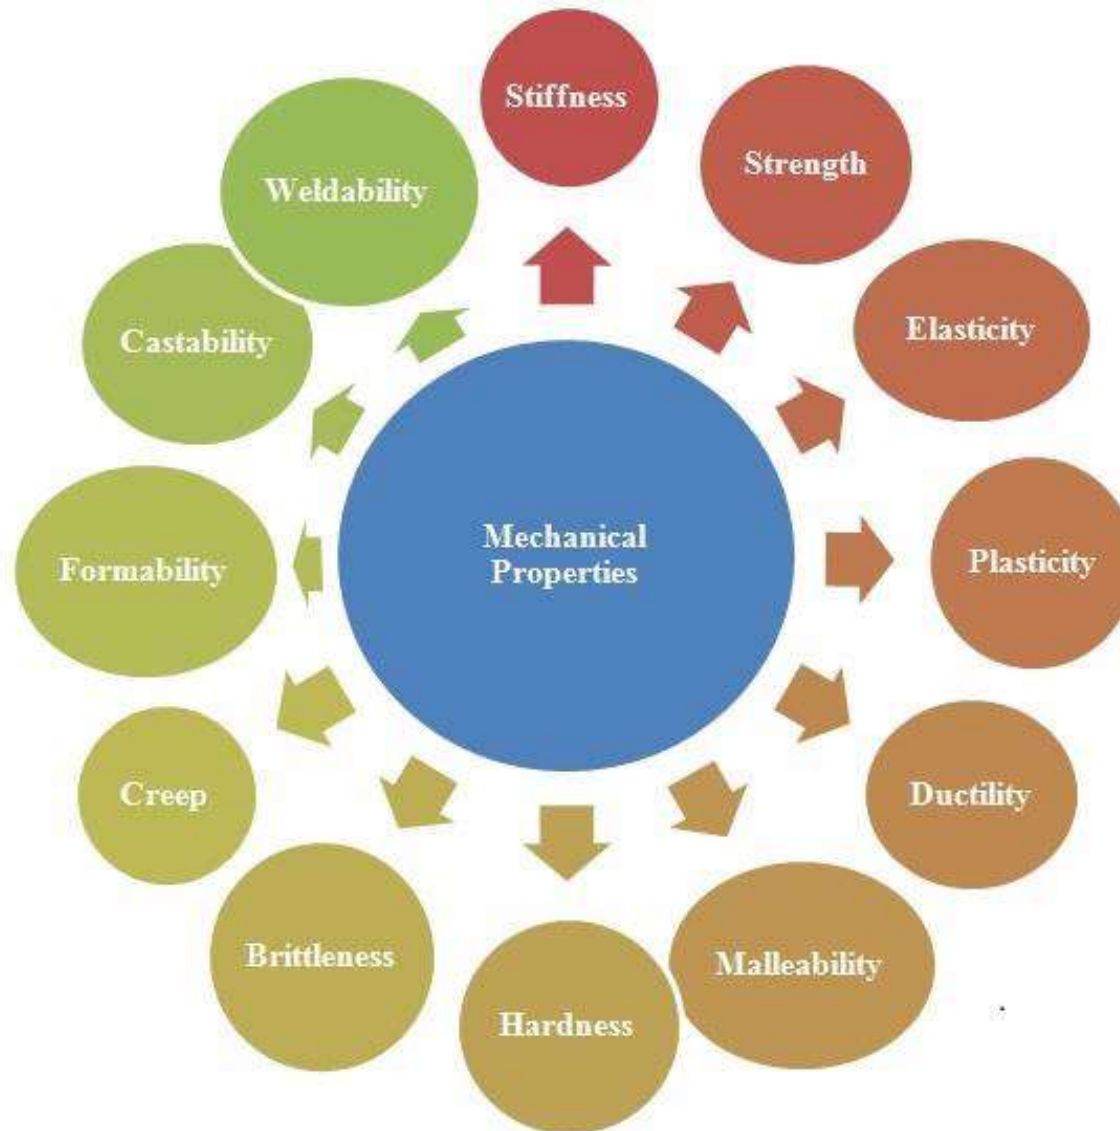 Stiffness
Strength
Elasticity
Plasticity
Ductility
Malleability
Hardness
Brittleness
Creep
Formability
Castability
Weldability
Mechanical
Properties